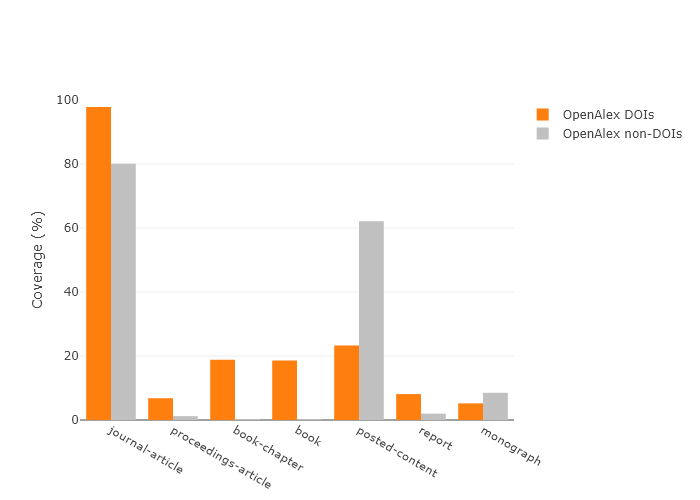 100
80
60
40
20
0
Coverage (%)
journal-article
proceedings-article
book-chapter
book
posted-content
report
monograph
OpenAlex DOIs
OpenAlex non-DOIs